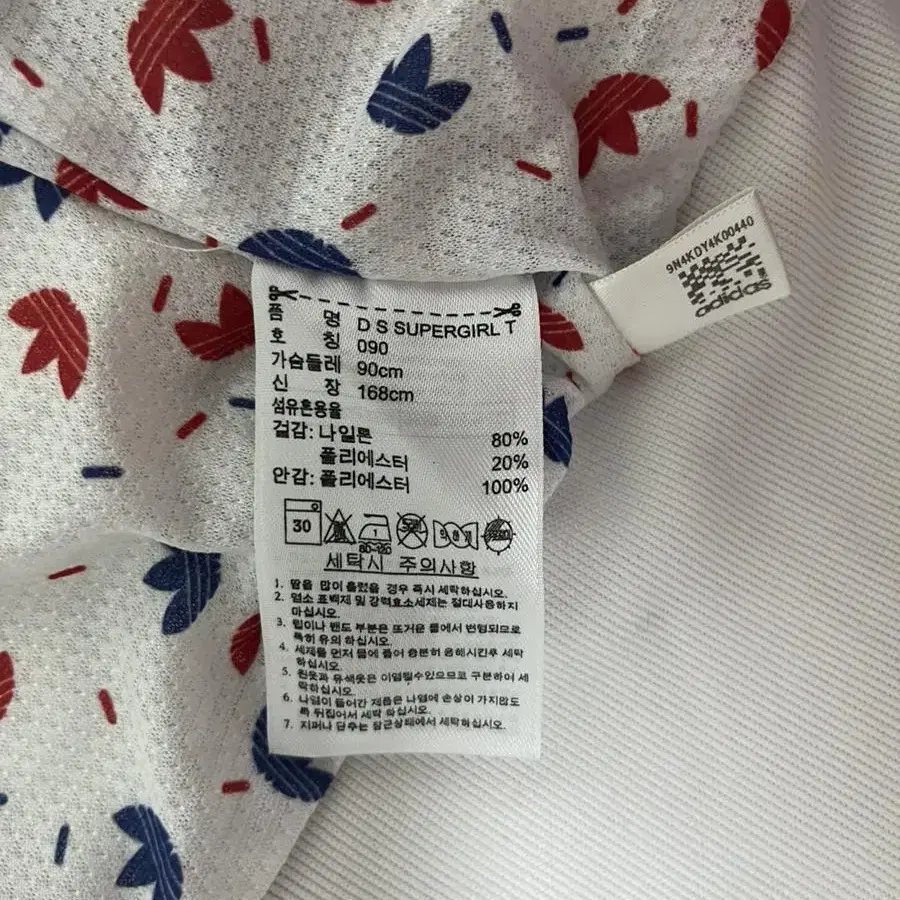 9N4KDY4K00440
adidas
품 명 D S SUPERGIRL T
호 칭 090
가슴둘레 90cm
신 장 168cm
섬유혼용율
겉감: 나일론 80%
폴리에스터 20%
안감: 폴리에스터 100%
30
1
80-120
세탁시 주의사항
1. 땀을 많이 흘렸을 경우 즉시 세탁하십시오.
2. 염소 표백제 및 강력효소세제는 절대사용하지
마십시오.
3. 립이나 밴드 부분은 뜨거운 물에서 변형되므로
특히 유의 하십시오.
4. 세제를 먼저 물에 풀어 충분히 용해시킨후 세탁
하십시오.
5. 흰옷과 유색옷은 이염될수있으므로 구분하여 세
탁하십시오.
6. 나염이 들어간 제품은 나염에 손상이 가지않도
록 뒤집어서 세탁 하십시오.
7. 지퍼나 단추는 잠근상태에서 세탁하십시오.